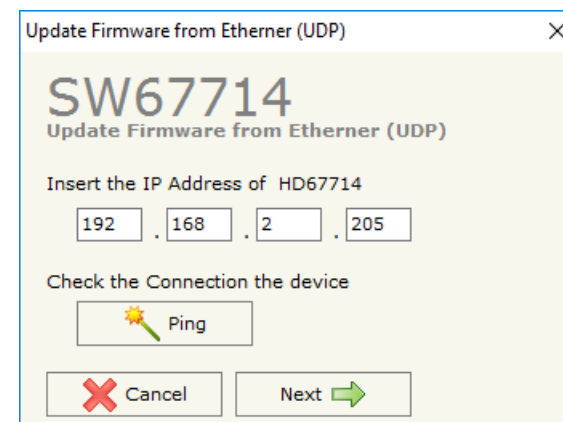 Update Firmware from Etherner (UDP)
SW67714
Update Firmware from Etherner (UDP)
Insert the IP Address of HD67714
192 . 168 . 2 . 205
Check the Connection the device
Ping
Cancel Next